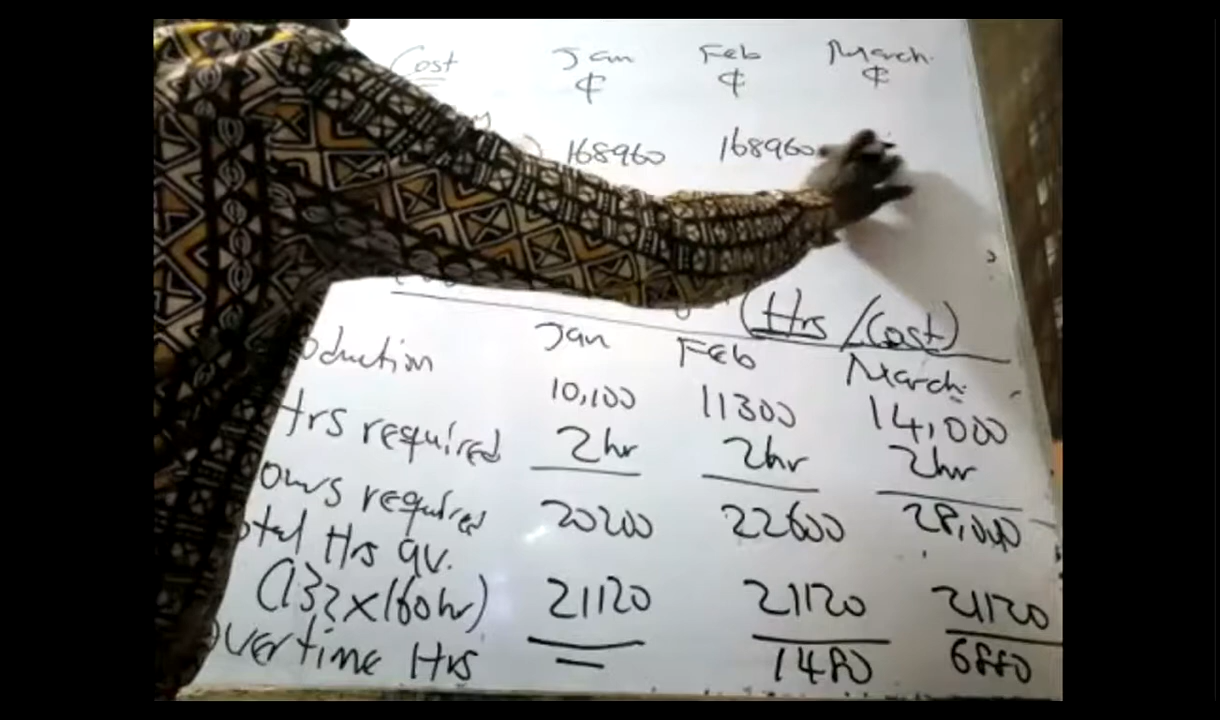 Cost Jan Feb March
¢ ¢ ¢
168960 168960
(Hrs /Cost)
Jan Feb March
oduction 10,100 11300 14,000
Hrs required 2hr 2hr 2hr
ours required 20200 22600 28,000
otal Hrs av.
(132x160hr) 21120 21120 21120
overtime Hrs — 1480 6880